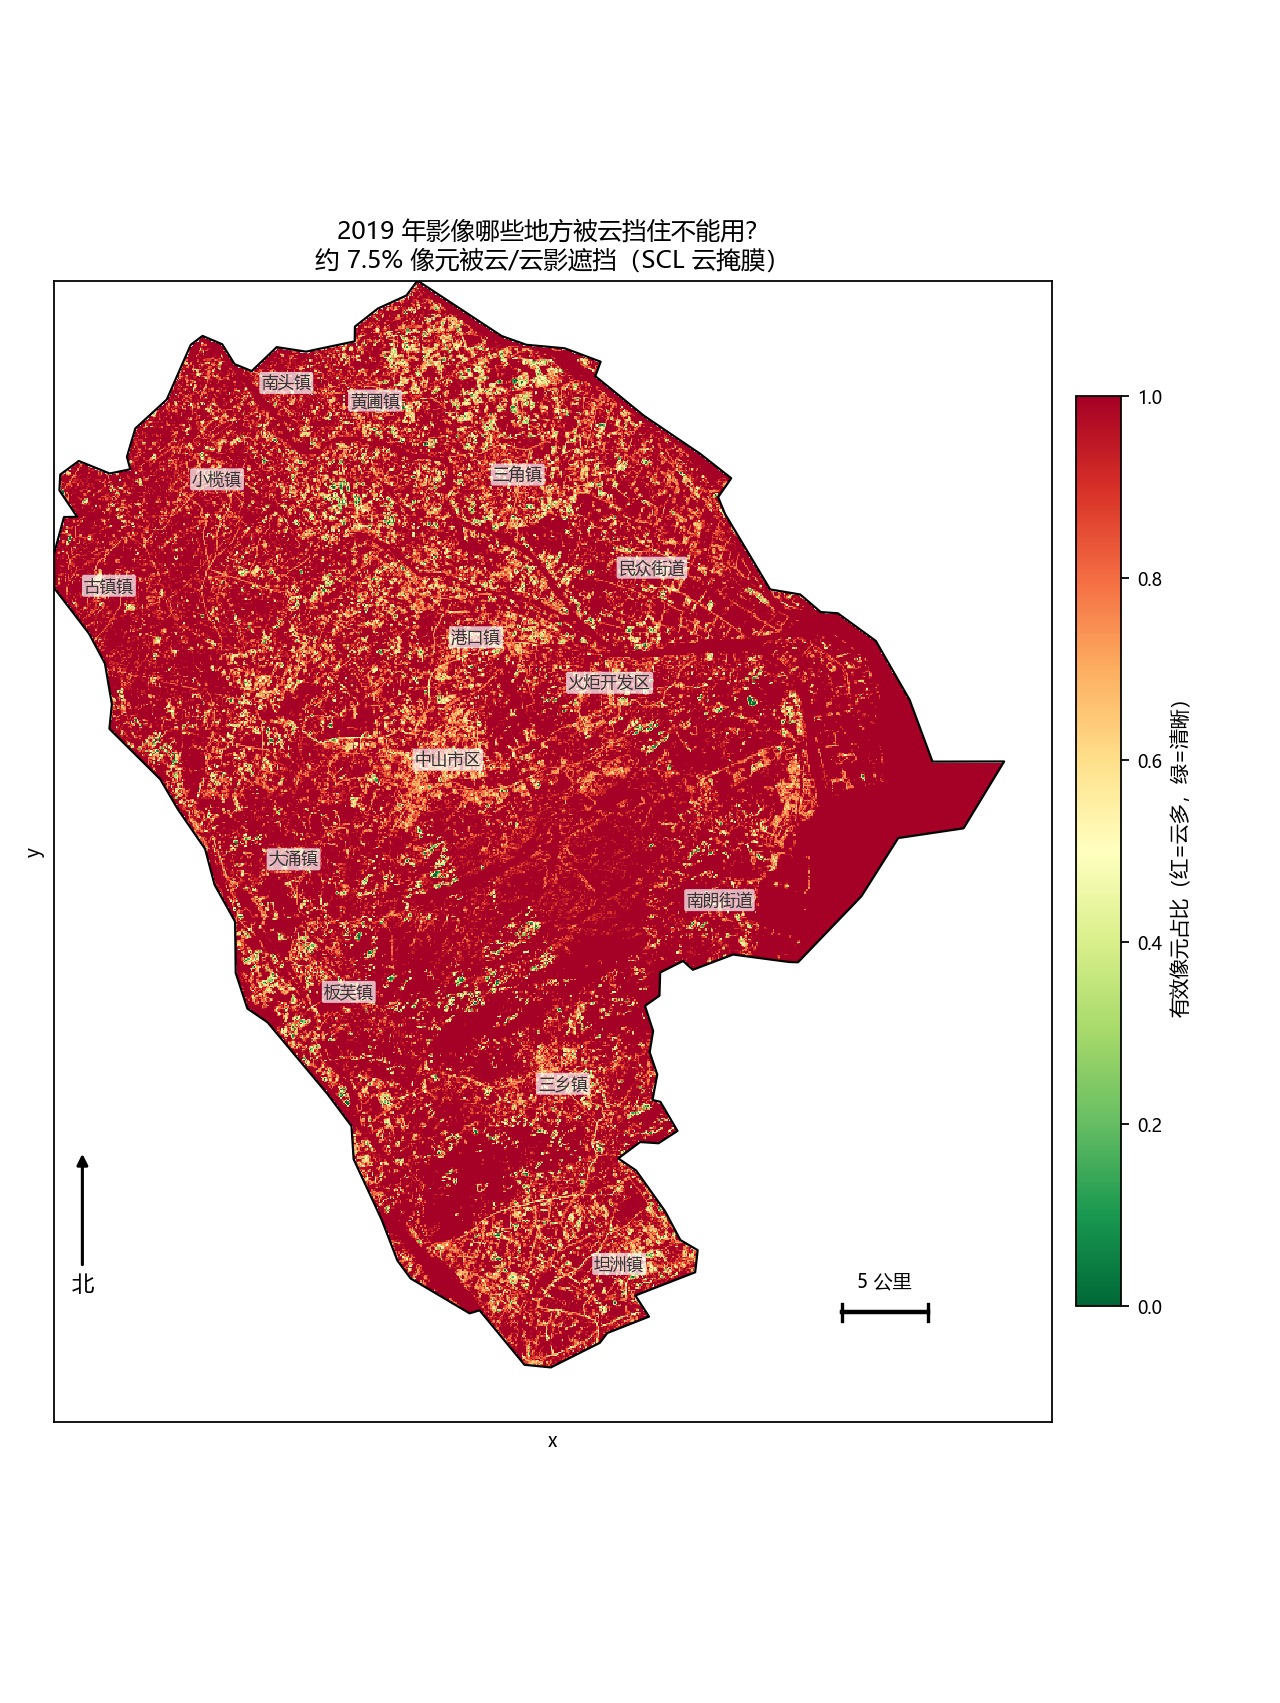 2019 年影像哪些地方被云挡住不能用？
约 7.5% 像元被云/云影遮挡（SCL 云掩膜）
南头镇
黄圃镇
小榄镇
三角镇
古镇镇
民众街道
港口镇
火炬开发区
中山市区
大涌镇
南朗街道
板芙镇
三乡镇
坦洲镇
北
5 公里
x
y
1.0
0.8
0.6
0.4
0.2
0.0
有效像元占比（红=云多，绿=清晰）